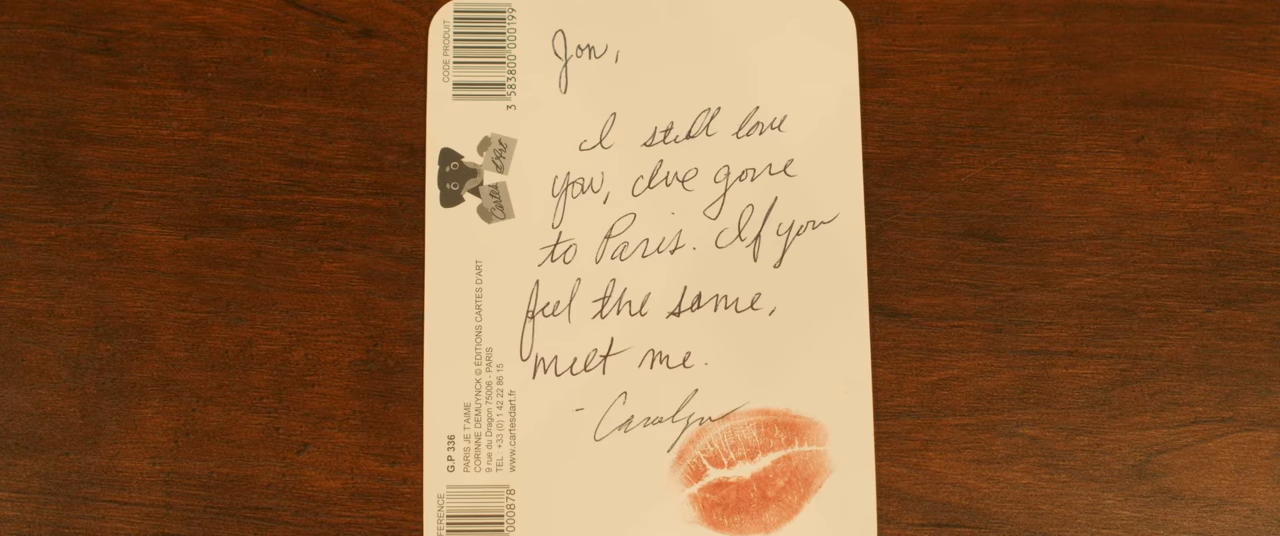 Jon,
I still love
you, I've gone
to Paris. If you
feel the same,
meet me.
- Carolyn
CODE PRODUIT
3 583800 000199
Cartes d'Art
G.P 336
PARIS JE T'AIME
CORINNE DEMUYNCK © ÉDITIONS CARTES D'ART
9 rue du Dragon 75006 - PARIS
TEL : +33 (0) 1 42 22 86 15
www.cartesdart.fr
000878